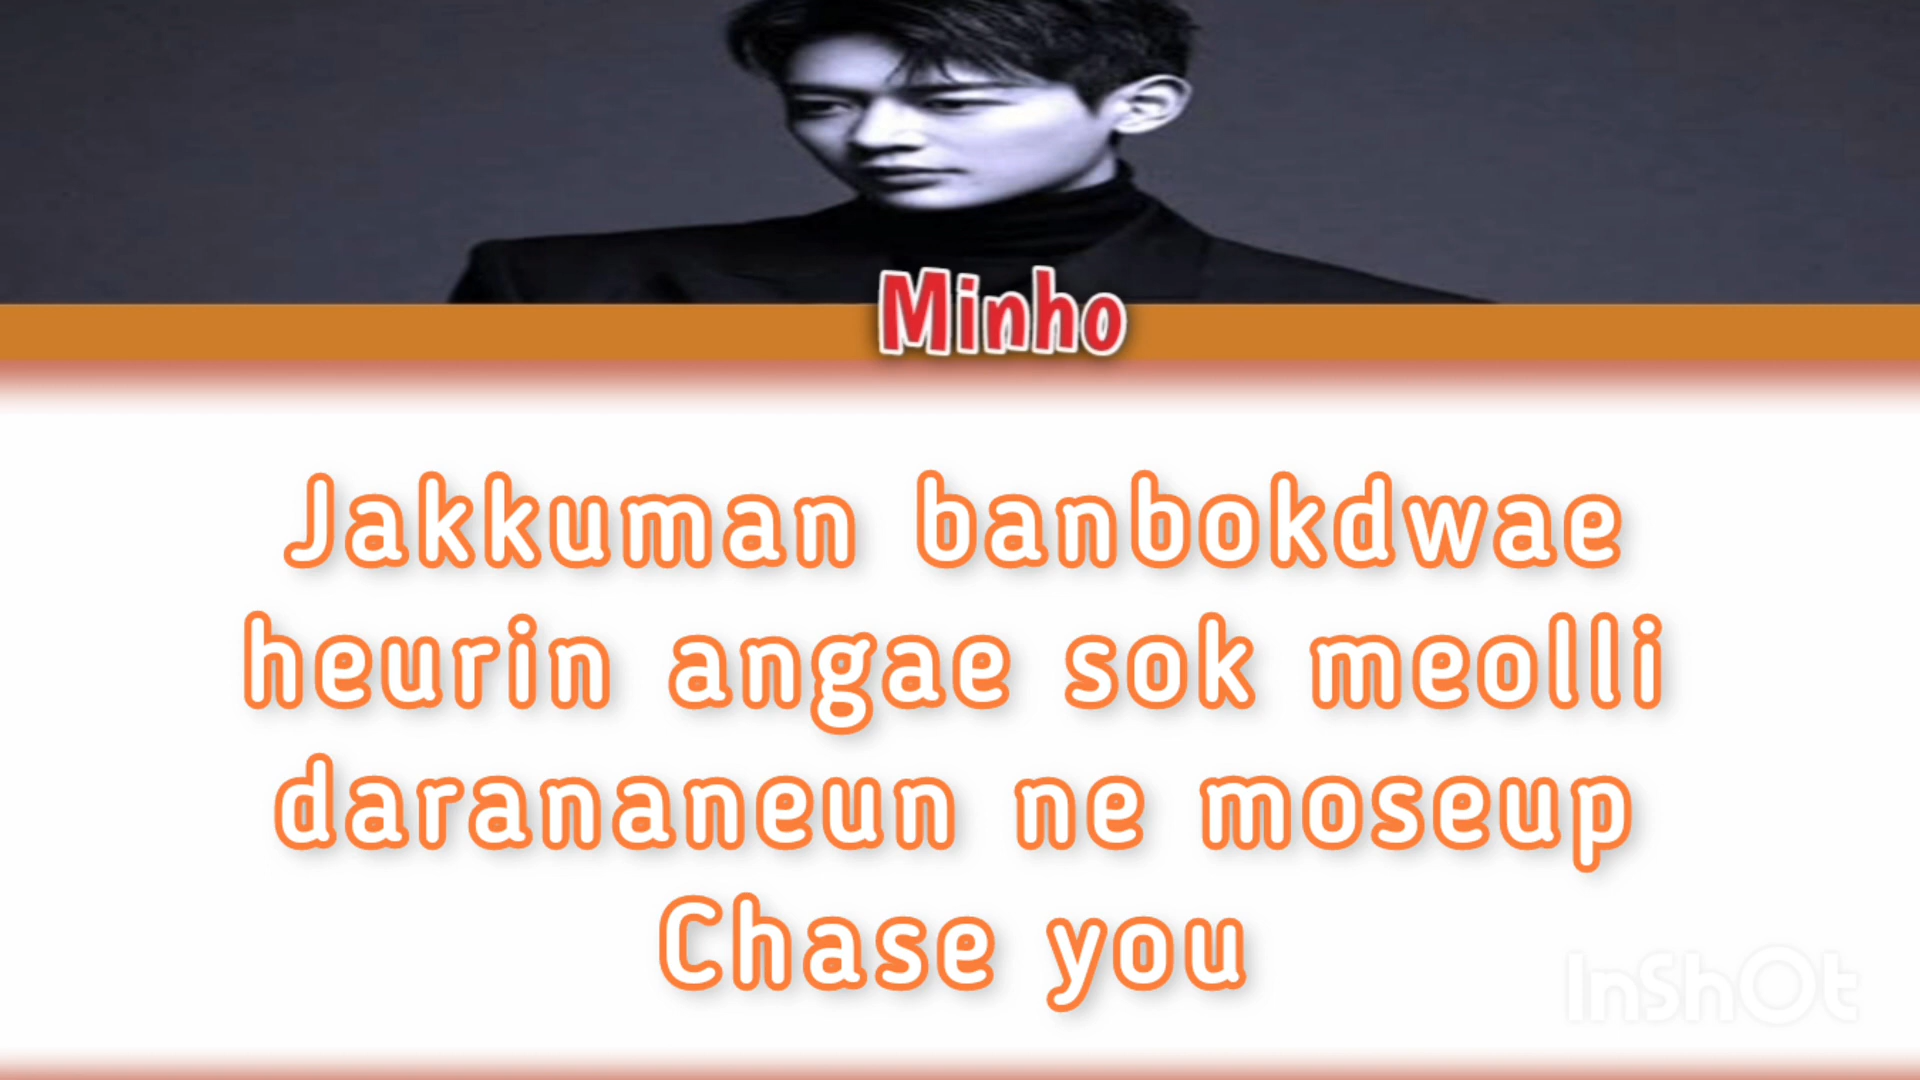 Minho
Jakkuman banbokdwae
heurin angae sok meolli
darananeun ne moseup
Chase you
InShOt